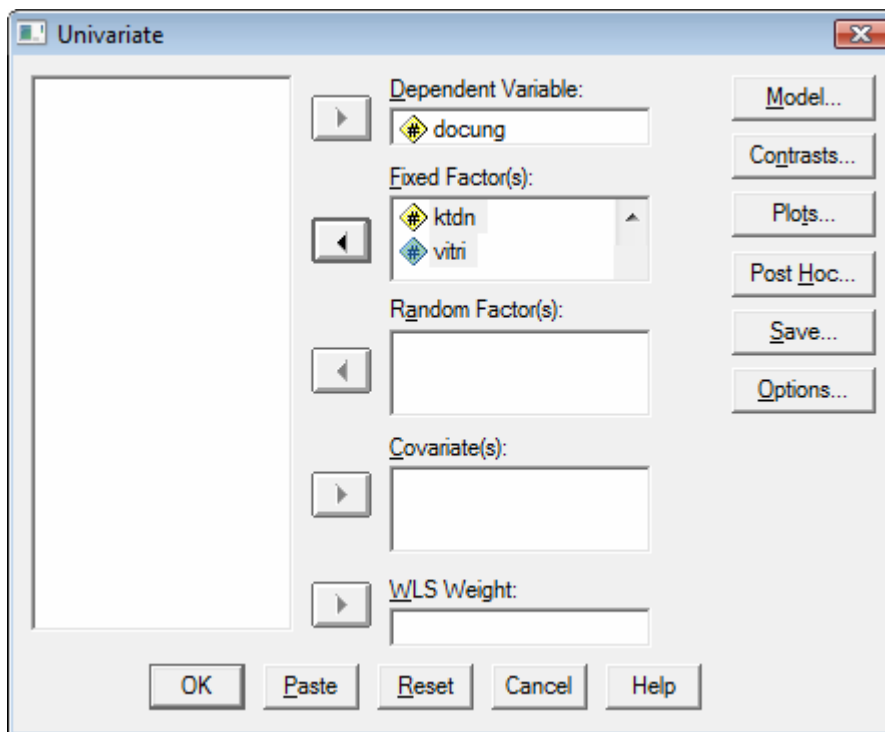 Univariate
Dependent Variable:
# docung
Fixed Factor(s):
# ktdn
# vitri
Random Factor(s):
Covariate(s):
WLS Weight:
Model...
Contrasts...
Plots...
Post Hoc...
Save...
Options...
OK
Paste
Reset
Cancel
Help